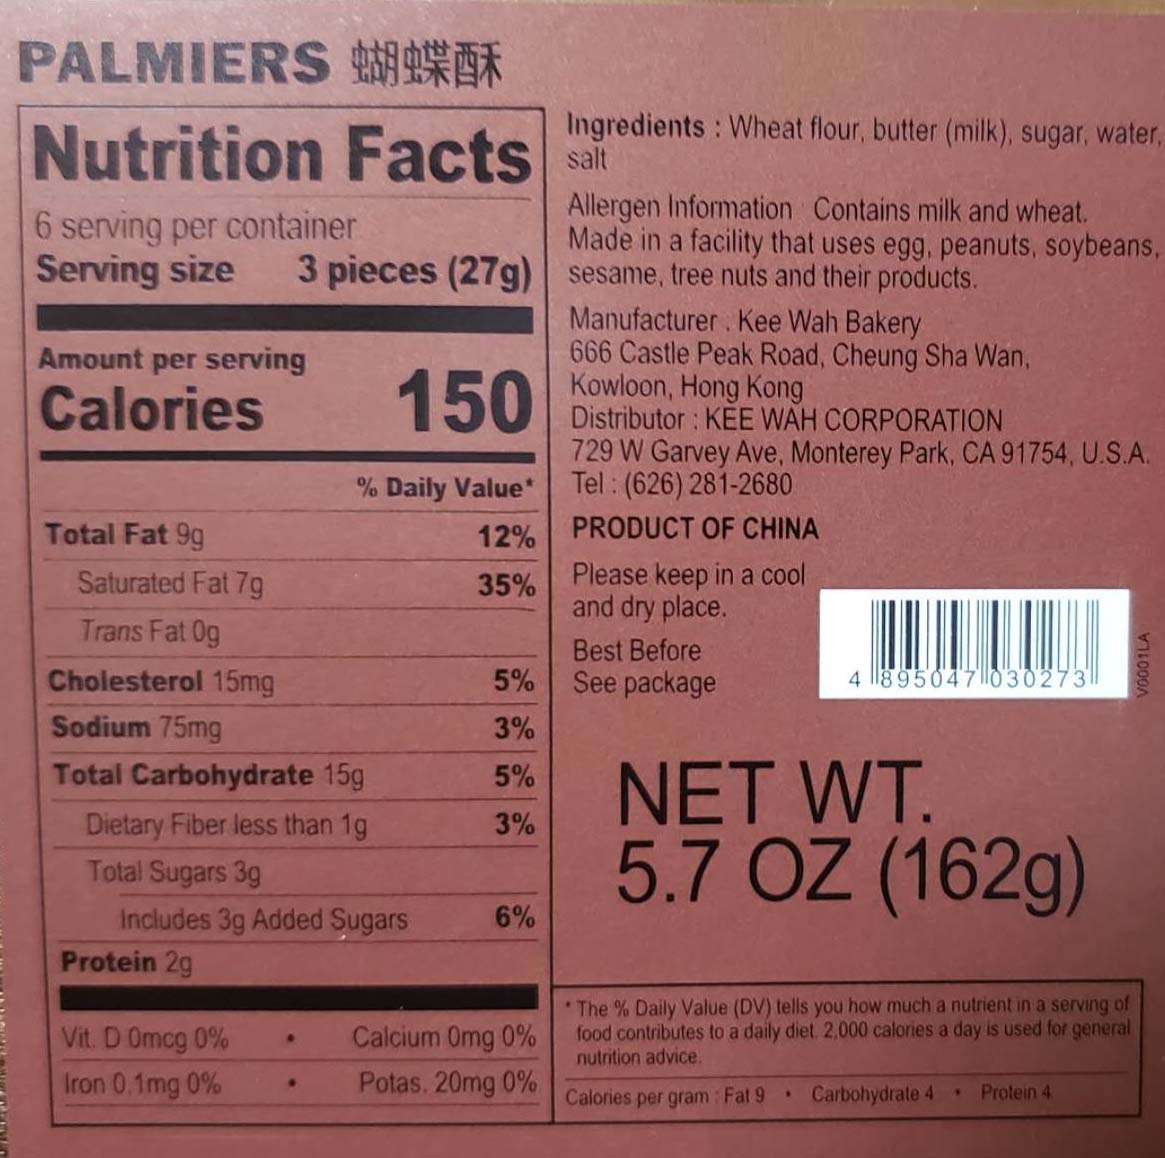 PALMIERS 蝴蝶酥
Nutrition Facts
6 serving per container
Serving size 3 pieces (27g)
Amount per serving
Calories 150
% Daily Value*
Total Fat 9g 12%
Saturated Fat 7g 35%
Trans Fat 0g
Cholesterol 15mg 5%
Sodium 75mg 3%
Total Carbohydrate 15g 5%
Dietary Fiber less than 1g 3%
Total Sugars 3g
Includes 3g Added Sugars 6%
Protein 2g
Vit. D 0mcg 0% • Calcium 0mg 0%
Iron 0.1mg 0% • Potas. 20mg 0%
Ingredients : Wheat flour, butter (milk), sugar, water,
salt
Allergen Information : Contains milk and wheat.
Made in a facility that uses egg, peanuts, soybeans,
sesame, tree nuts and their products.
Manufacturer : Kee Wah Bakery
666 Castle Peak Road, Cheung Sha Wan,
Kowloon, Hong Kong
Distributor : KEE WAH CORPORATION
729 W Garvey Ave, Monterey Park, CA 91754, U.S.A.
Tel : (626) 281-2680
PRODUCT OF CHINA
Please keep in a cool
and dry place.
Best Before
See package
4 895047 030273
V0001LA
NET WT.
5.7 OZ (162g)
* The % Daily Value (DV) tells you how much a nutrient in a serving of
food contributes to a daily diet. 2,000 calories a day is used for general
nutrition advice.
Calories per gram : Fat 9 • Carbohydrate 4 • Protein 4